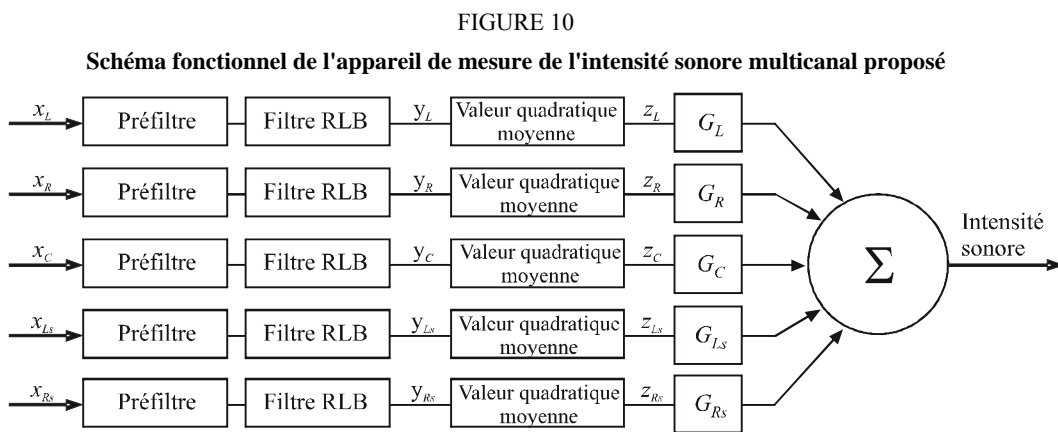 FIGURE 10
Schéma fonctionnel de l'appareil de mesure de l'intensité sonore multicanal proposé
x_L Préfiltre Filtre RLB y_L Valeur quadratique moyenne z_L G_L
x_R Préfiltre Filtre RLB y_R Valeur quadratique moyenne z_R G_R
x_C Préfiltre Filtre RLB y_C Valeur quadratique moyenne z_C G_C
x_Ls Préfiltre Filtre RLB y_Ls Valeur quadratique moyenne z_Ls G_Ls
x_Rs Préfiltre Filtre RLB y_Rs Valeur quadratique moyenne z_Rs G_Rs
Σ
Intensité
sonore